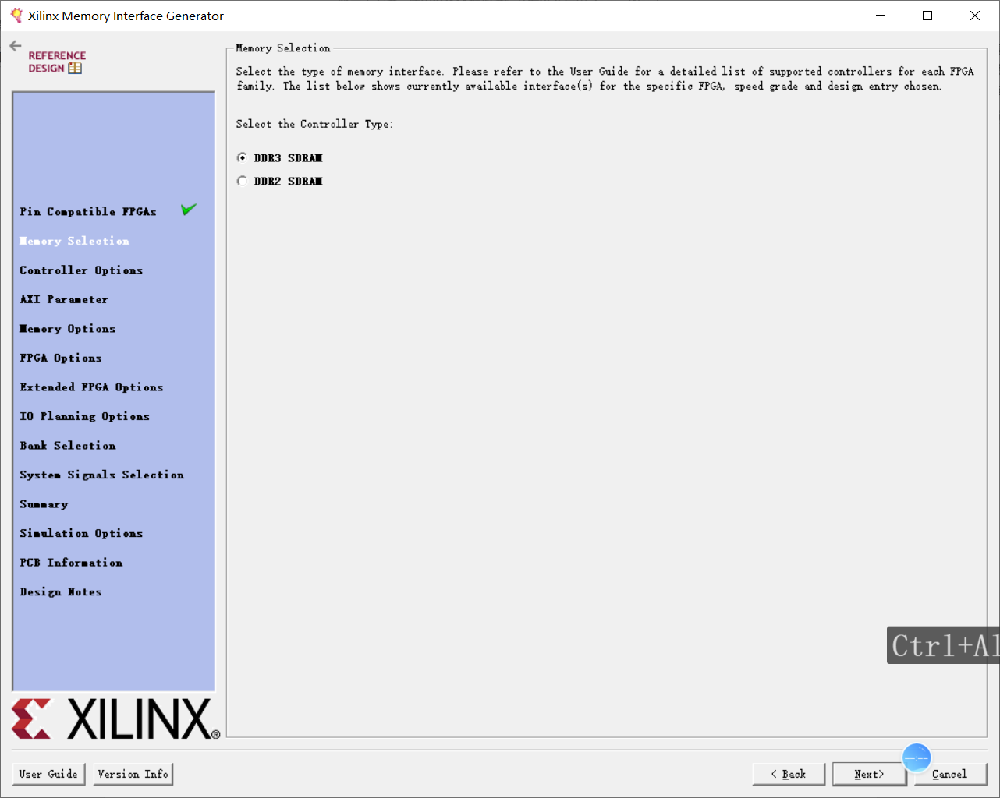 Xilinx Memory Interface Generator
REFERENCE
DESIGN
Memory Selection
Select the type of memory interface. Please refer to the User Guide for a detailed list of supported controllers for each FPGA
family. The list below shows currently available interface(s) for the specific FPGA, speed grade and design entry chosen.
Select the Controller Type:
DDR3 SDRAM
DDR2 SDRAM
Pin Compatible FPGAs
Memory Selection
Controller Options
AXI Parameter
Memory Options
FPGA Options
Extended FPGA Options
IO Planning Options
Bank Selection
System Signals Selection
Summary
Simulation Options
PCB Information
Design Notes
Ctrl+Al
XILINX®
User Guide
Version Info
< Back
Next>
--:--
Cancel